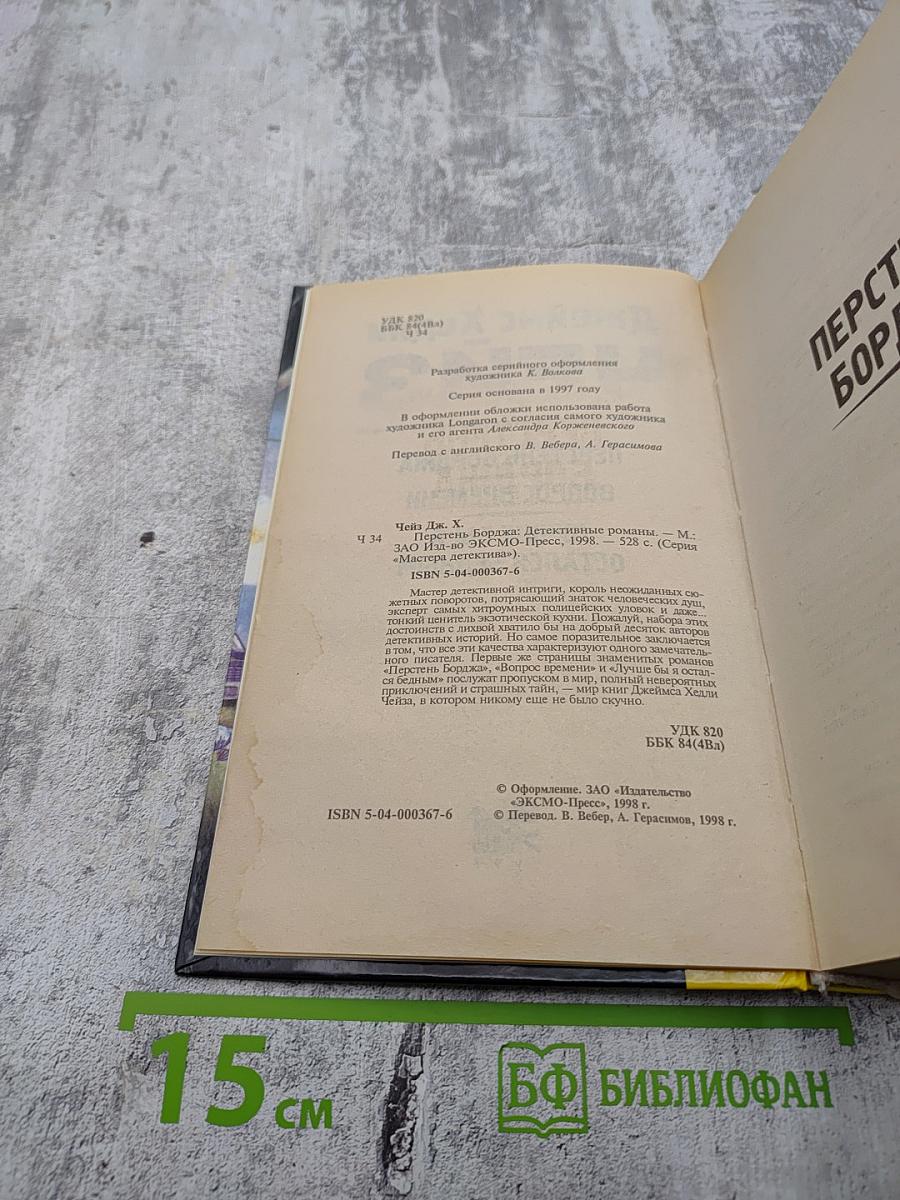 УДК 820
ББК 84(4Вл)
Ч 34
Разработка серийного оформления
художника К. Волкова
Серия основана в 1997 году
В оформлении обложки использована работа
художника Longaron с согласия самого художника
и его агента Александра Корженевского
Перевод с английского В. Вебера, А. Герасимова
Чейз Дж. Х.
Ч 34 Перстень Борджа: Детективные романы. — М.:
ЗАО Изд-во ЭКСМО-Пресс, 1998. — 528 с. (Серия
«Мастера детектива»).
ISBN 5-04-000367-6
Мастер детективной интриги, король неожиданных сю-
жетных поворотов, потрясающий знаток человеческих душ,
эксперт самых хитроумных полицейских уловок и даже...
тонкий ценитель экзотической кухни. Пожалуй, набора этих
достоинств с лихвой хватило бы на добрый десяток авторов
детективных историй. Но самое поразительное заключается
в том, что все эти качества характеризуют одного замечатель-
ного писателя. Первые же страницы знаменитых романов
«Перстень Борджа», «Вопрос времени» и «Лучше бы я остал-
ся бедным» послужат пропуском в мир, полный невероятных
приключений и страшных тайн, — мир книг Джеймса Хедли
Чейза, в котором никому еще не было скучно.
УДК 820
ББК 84(4Вл)
© Оформление. ЗАО «Издательство
«ЭКСМО-Пресс», 1998 г.
ISBN 5-04-000367-6
© Перевод. В. Вебер, А. Герасимов, 1998 г.
ПЕРСТ
БОРД
15 см
БФ БИБЛИОФАН